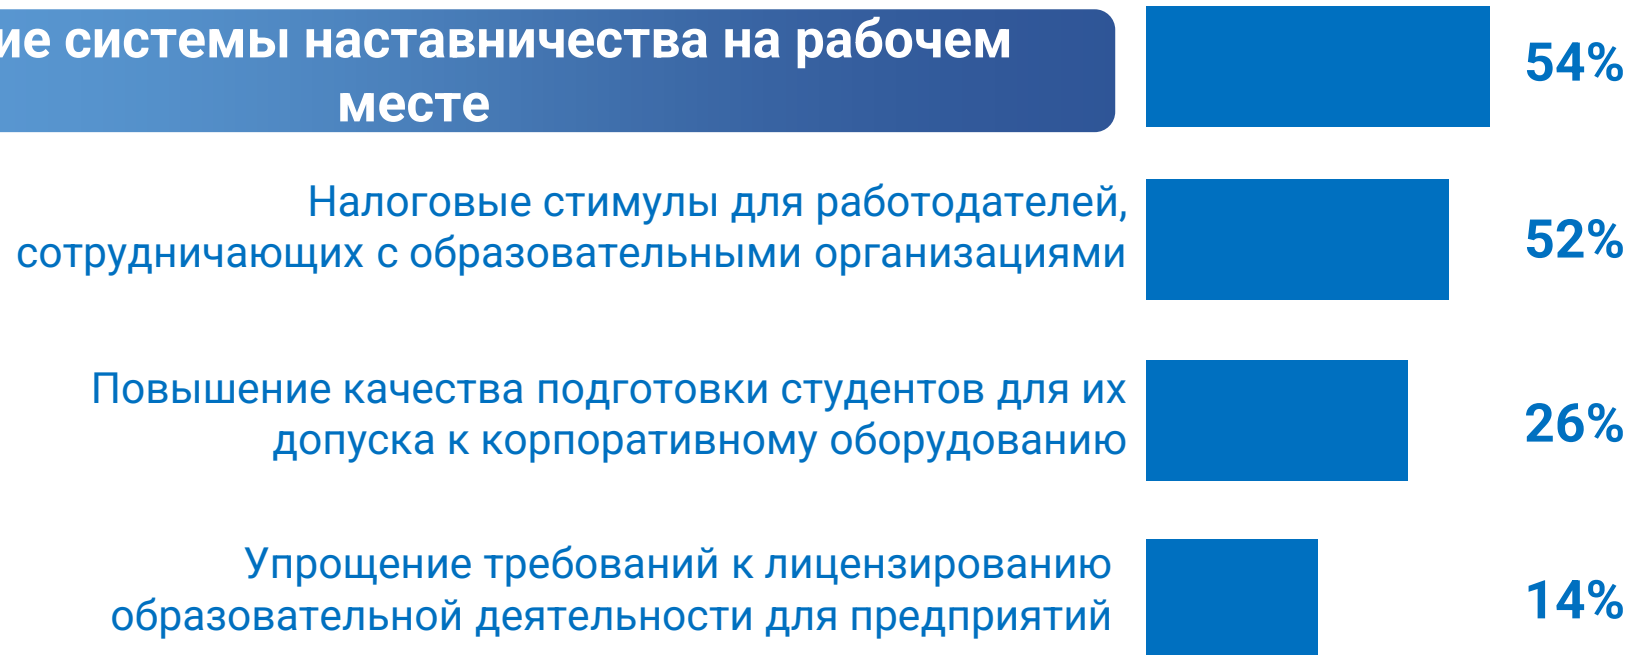 ие системы наставничества на рабочем
месте
54%
Налоговые стимулы для работодателей,
сотрудничающих с образовательными организациями
52%
Повышение качества подготовки студентов для их
допуска к корпоративному оборудованию
26%
Упрощение требований к лицензированию
образовательной деятельности для предприятий
14%